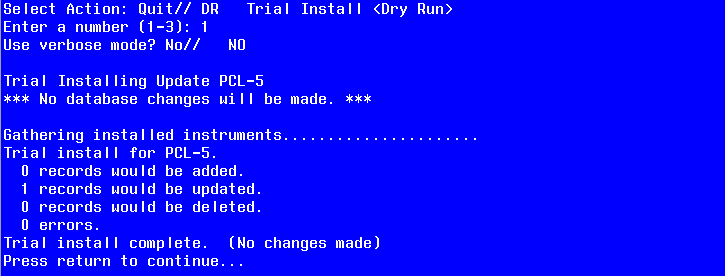 Select Action: Quit// DR   Trial Install <Dry Run>
Enter a number (1-3): 1
Use verbose mode? No//   NO
Trial Installing Update PCL-5
*** No database changes will be made. ***
Gathering installed instruments......................
Trial install for PCL-5.
  0 records would be added.
  1 records would be updated.
  0 records would be deleted.
  0 errors.
Trial install complete.  (No changes made)
Press return to continue...